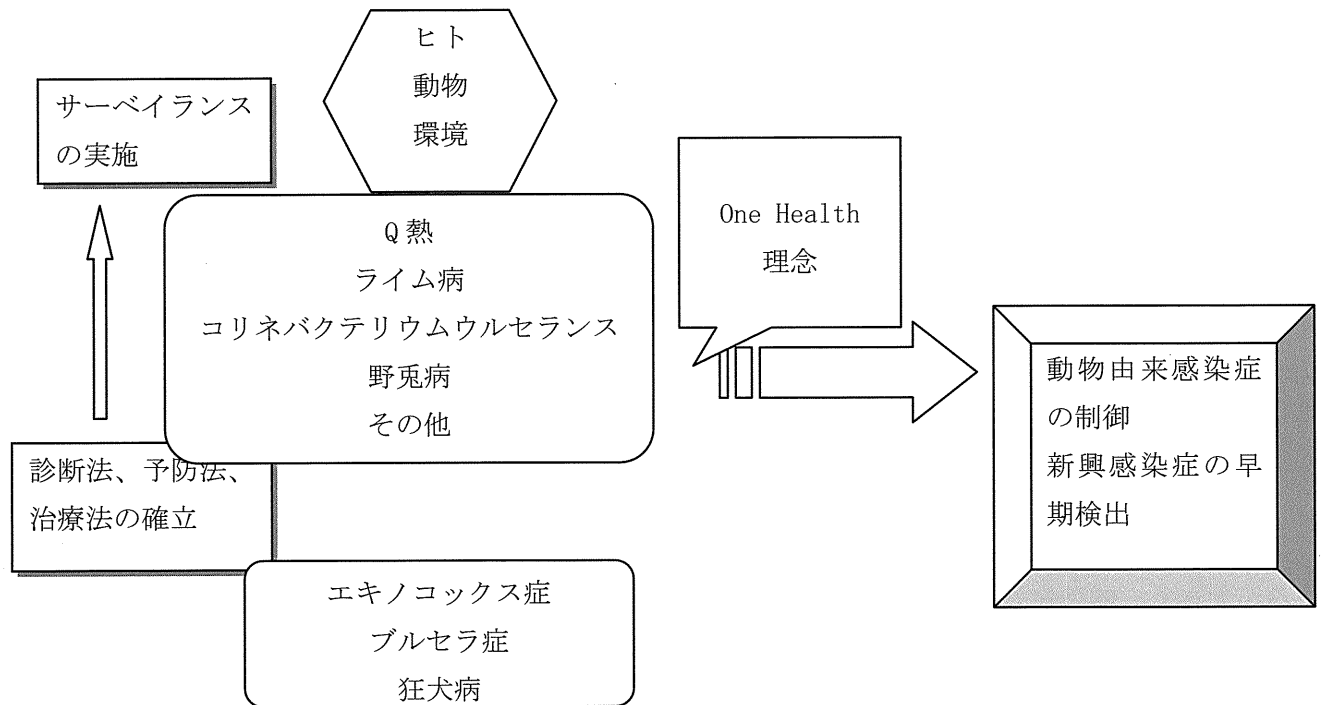 ヒト
動物
環境
サーベイランス
の実施
Q熱
ライム病
コリネバクテリウムウルセランス
野兎病
その他
One Health
理念
動物由来感染症
の制御
新興感染症の早
期検出
診断法、予防法、
治療法の確立
エキノコックス症
ブルセラ症
狂犬病